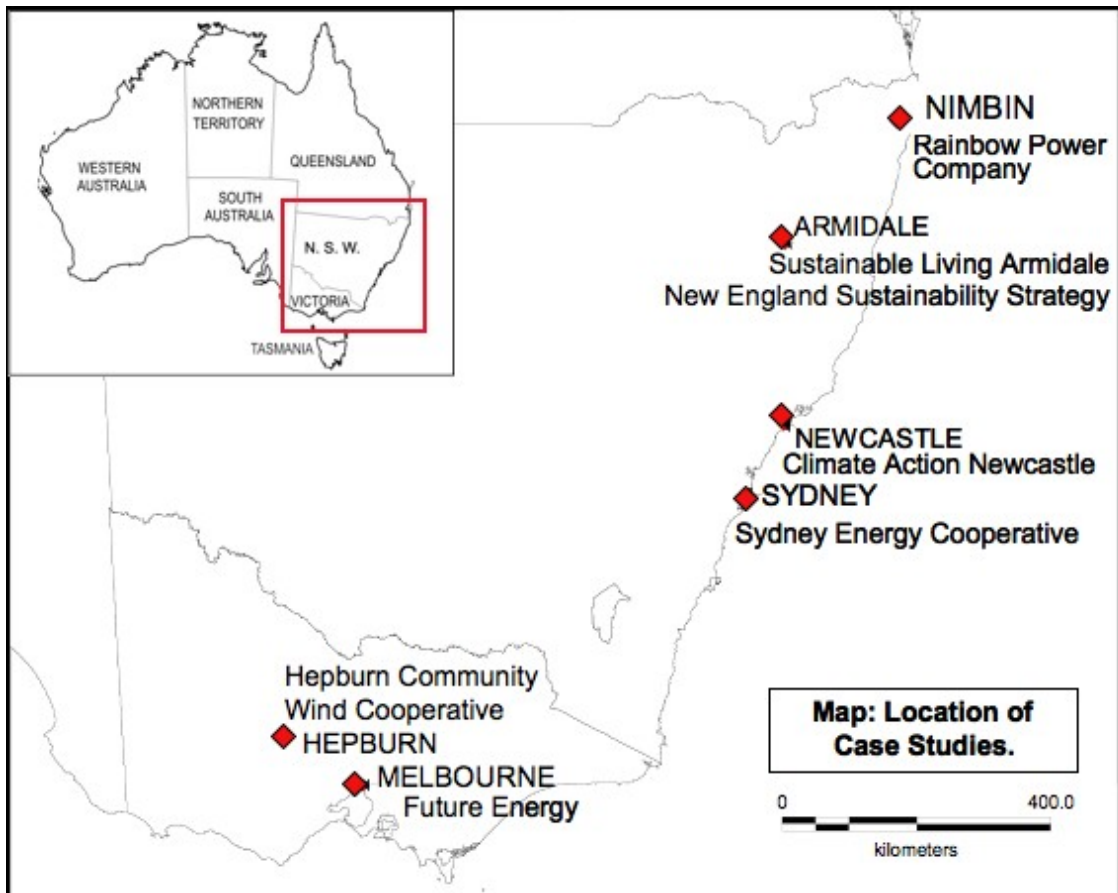 NORTHERN
TERRITORY
WESTERN
AUSTRALIA
QUEENSLAND
SOUTH
AUSTRALIA
N. S. W.
VICTORIA
TASMANIA
NIMBIN
Rainbow Power
Company
ARMIDALE
Sustainable Living Armidale
New England Sustainability Strategy
NEWCASTLE
Climate Action Newcastle
SYDNEY
Sydney Energy Cooperative
Hepburn Community
Wind Cooperative
HEPBURN
MELBOURNE
Future Energy
Map: Location of
Case Studies.
0 400.0
kilometers